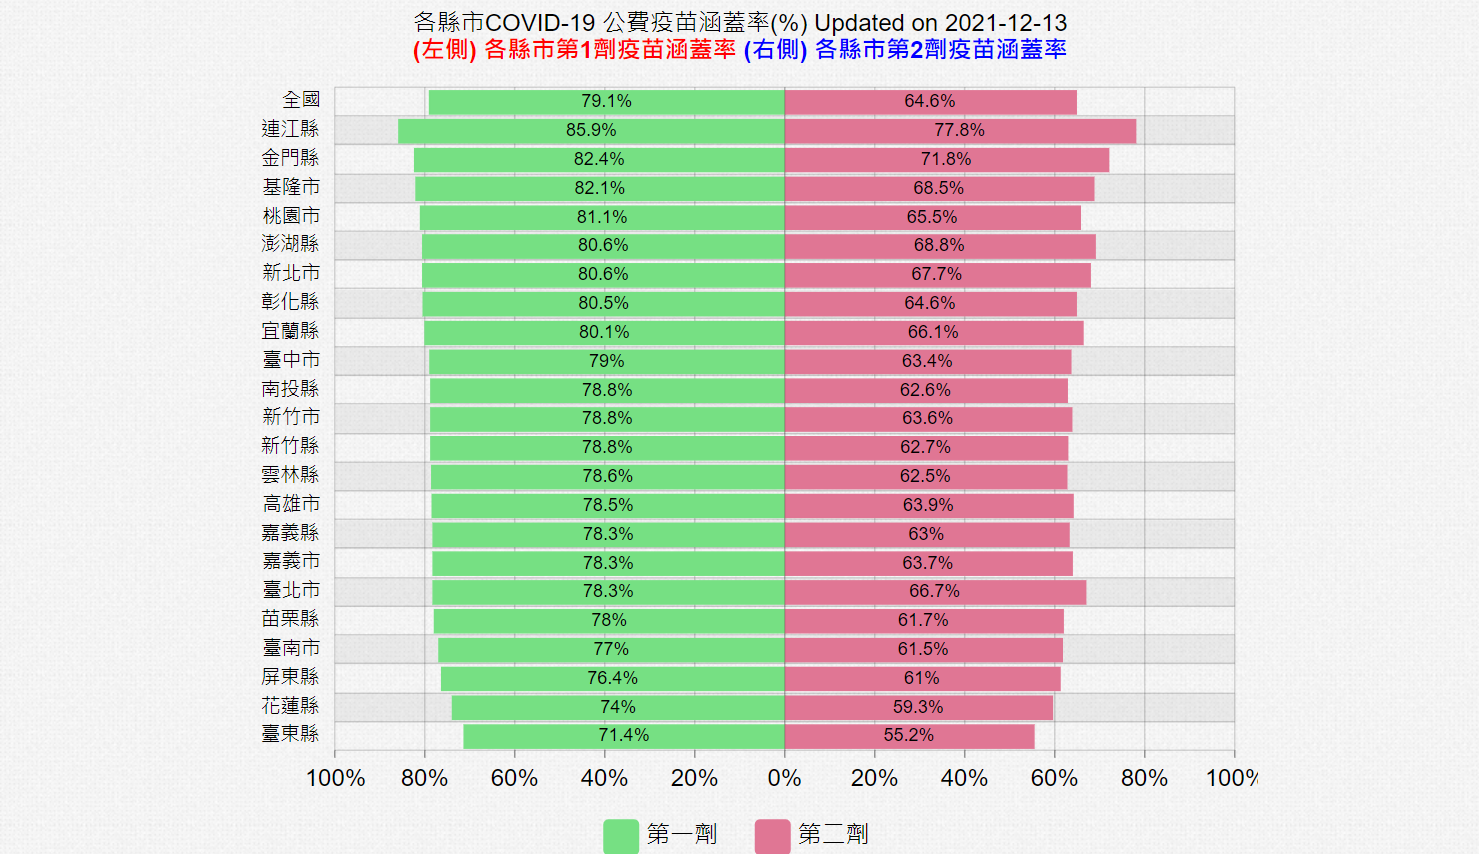 各縣市COVID-19 公費疫苗涵蓋率(%) Updated on 2021-12-13
(左側) 各縣市第1劑疫苗涵蓋率 (右側) 各縣市第2劑疫苗涵蓋率
全國 79.1% 64.6%
連江縣 85.9% 77.8%
金門縣 82.4% 71.8%
基隆市 82.1% 68.5%
桃園市 81.1% 65.5%
澎湖縣 80.6% 68.8%
新北市 80.6% 67.7%
彰化縣 80.5% 64.6%
宜蘭縣 80.1% 66.1%
臺中市 79% 63.4%
南投縣 78.8% 62.6%
新竹市 78.8% 63.6%
新竹縣 78.8% 62.7%
雲林縣 78.6% 62.5%
高雄市 78.5% 63.9%
嘉義縣 78.3% 63%
嘉義市 78.3% 63.7%
臺北市 78.3% 66.7%
苗栗縣 78% 61.7%
臺南市 77% 61.5%
屏東縣 76.4% 61%
花蓮縣 74% 59.3%
臺東縣 71.4% 55.2%
100% 80% 60% 40% 20% 0% 20% 40% 60% 80% 100%
第一劑 第二劑